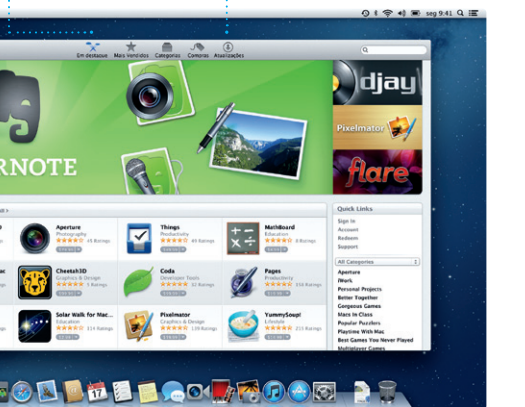 seg 9:41
Em destaque Mais Vendidos Categorias Compras Atualizações
RNOTE
djay
Pixelmator
flare
Quick Links
Sign In
Account
Redeem
Support
All Categories
Aperture
iWork
Personal Projects
Better Together
Gorgeous Games
Macs In Class
Popular Puzzlers
Playtime With Mac
Best Games You Never Played
Multiplayer Games
Aperture
Photography
Things
Productivity
MathBoard
Education
Cheetah3D
Graphics & Design
Coda
Developer Tools
Pages
Productivity
Solar Walk for Mac...
Education
Pixelmator
Graphics & Design
YummySoup!
Lifestyle
17